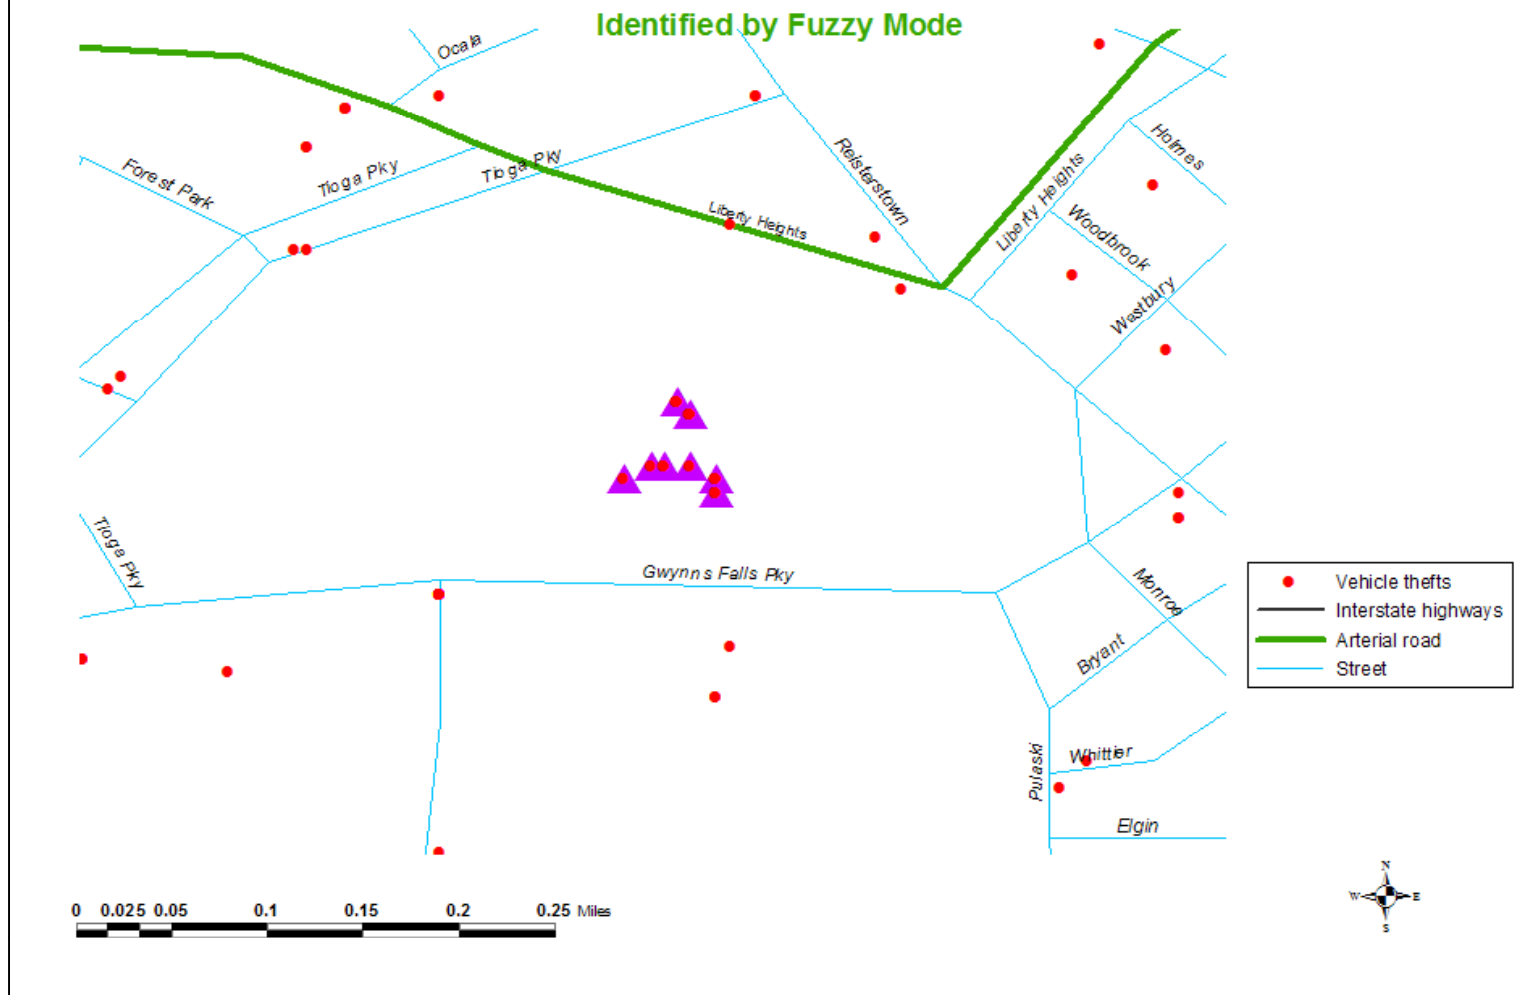 Identified by Fuzzy Mode
Ocala
Forest Park
Tioga Pky
Tioga Pky
Reisterstown
Liberty Heights
Liberty Heights
Holmes
Woodbrook
Westbury
Tioga Pky
Gwynns Falls Pky
Monroe
Bryant
Pulaski
Whittier
Elgin
Vehicle thefts
Interstate highways
Arterial road
Street
0 0.025 0.05 0.1 0.15 0.2 0.25 Miles
N
W E
S